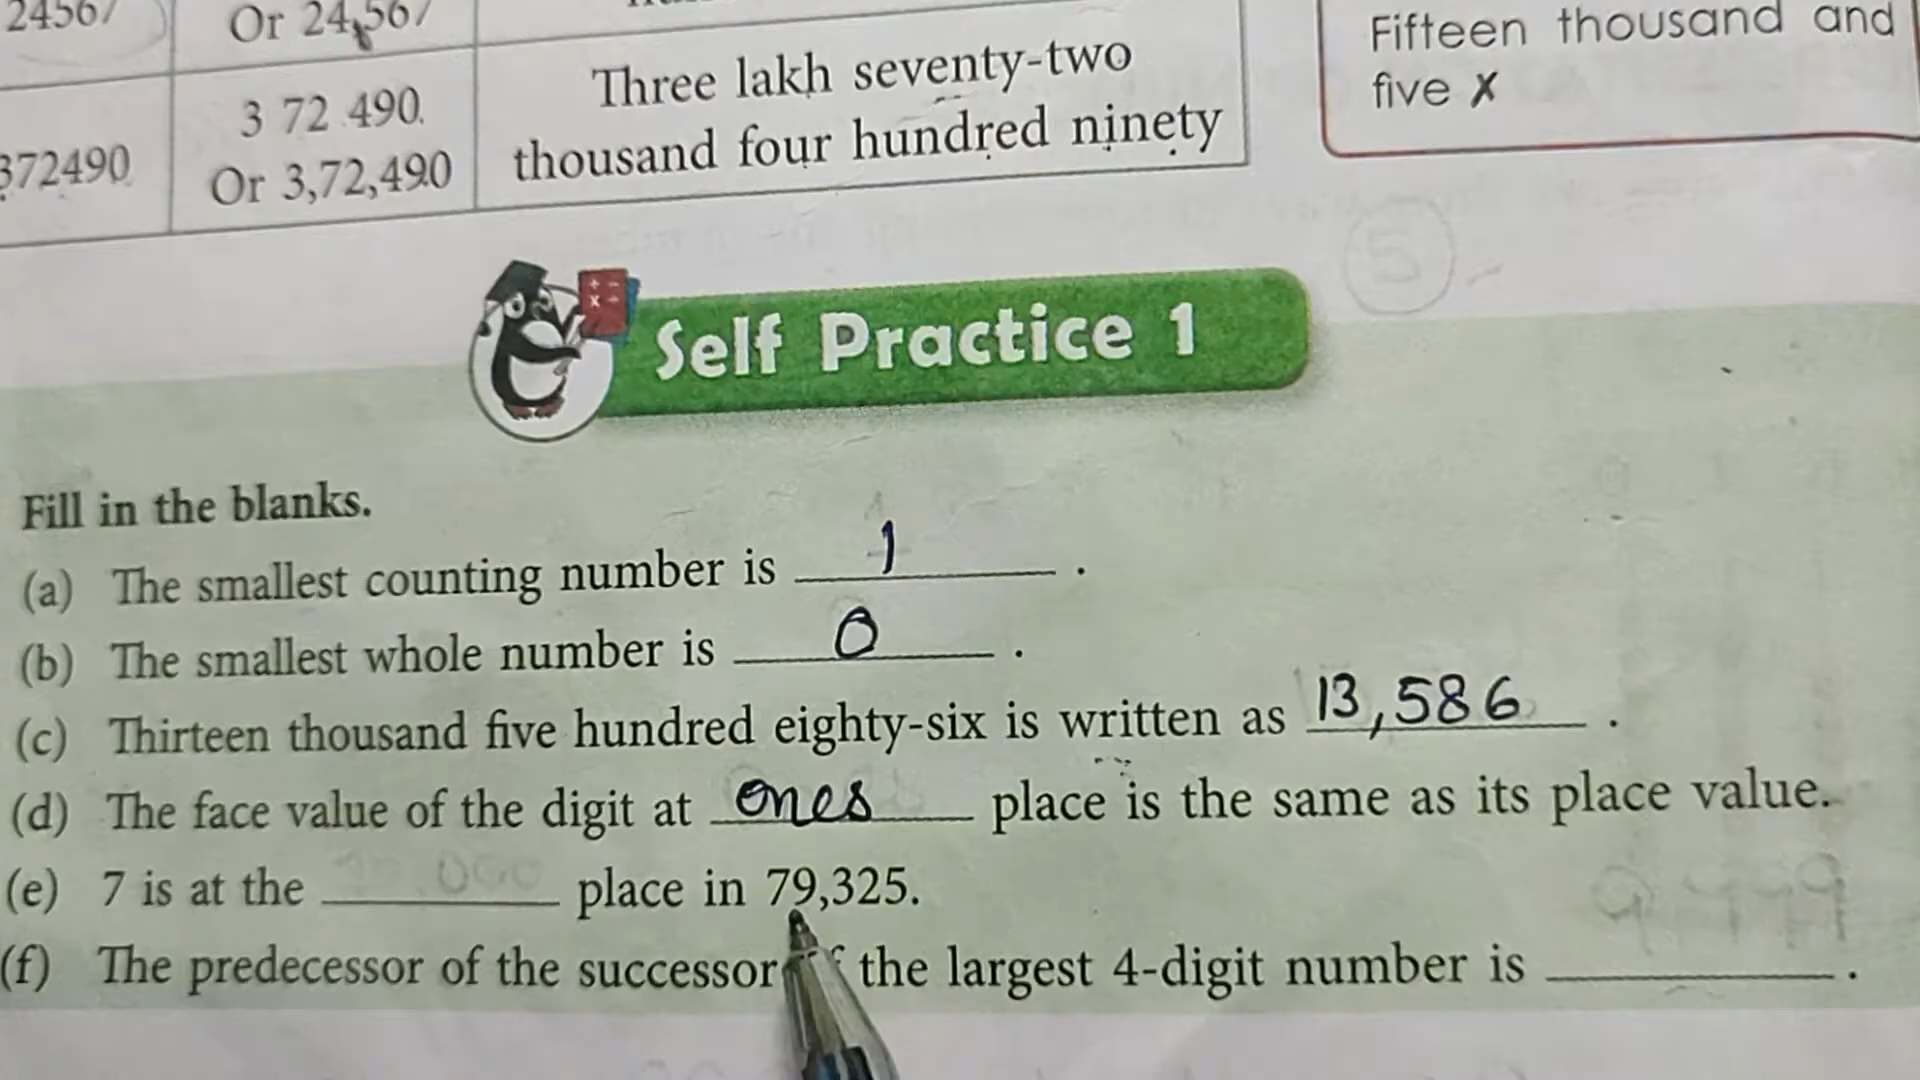 Or 24,567
Fifteen thousand and
five ✗
372490
3 72 490
Or 3,72,490
Three lakh seventy-two
thousand four hundred ninety
Self Practice 1
Fill in the blanks.
(a) The smallest counting number is 1.
(b) The smallest whole number is 0.
(c) Thirteen thousand five hundred eighty-six is written as 13,586.
(d) The face value of the digit at ones place is the same as its place value.
(e) 7 is at the ______ place in 79,325.
(f) The predecessor of the successor the largest 4-digit number is ______.